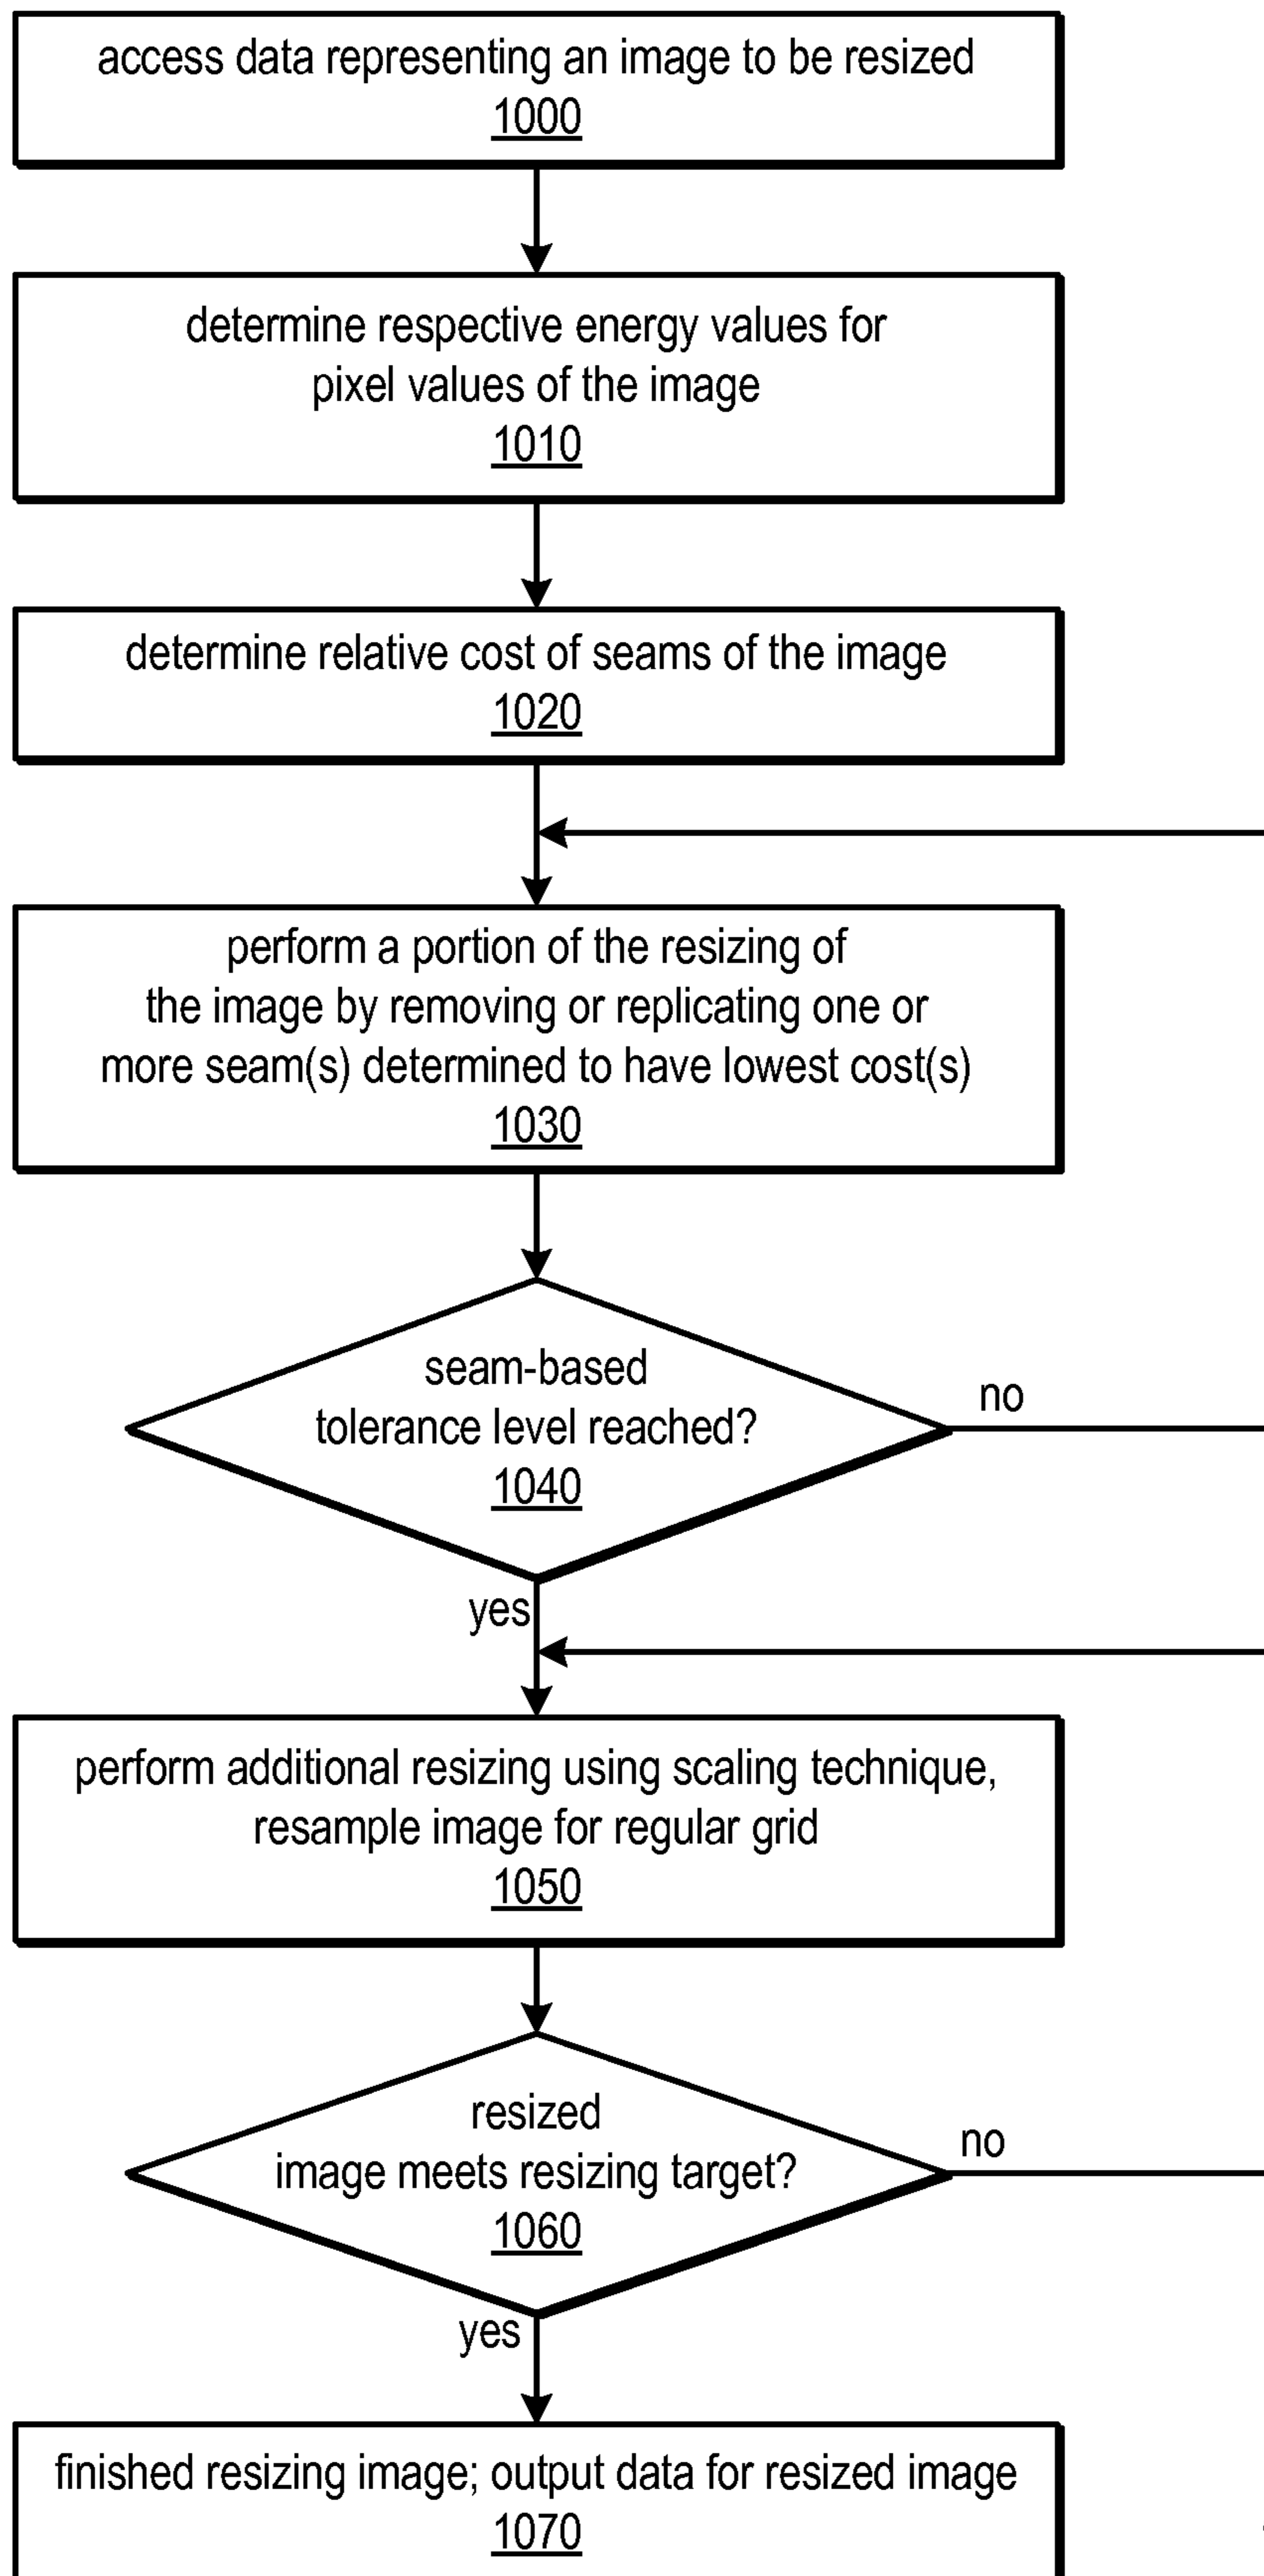 access data representing an image to be resized
1000
determine respective energy values for
pixel values of the image
1010
determine relative cost of seams of the image
1020
perform a portion of the resizing of
the image by removing or replicating one or
more seam(s) determined to have lowest cost(s)
1030
seam-based
tolerance level reached?
1040
no
yes
perform additional resizing using scaling technique,
resample image for regular grid
1050
resized
image meets resizing target?
1060
no
yes
finished resizing image; output data for resized image
1070